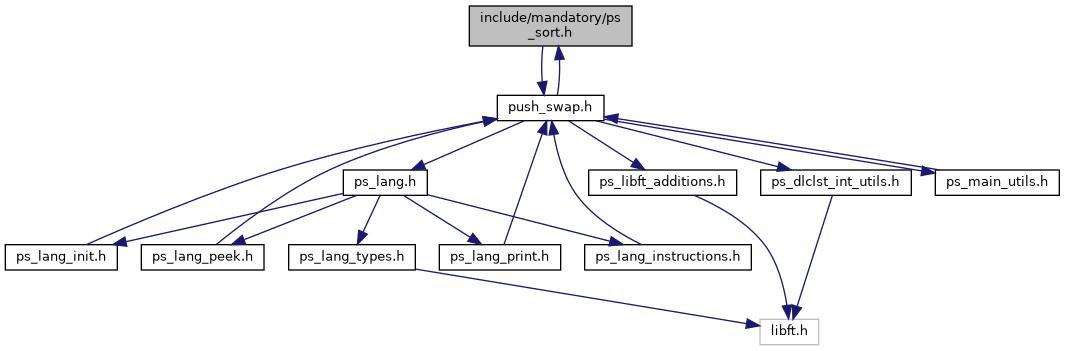 include/mandatory/ps
_sort.h
push_swap.h
ps_lang.h
ps_libft_additions.h
ps_dlclst_int_utils.h
ps_main_utils.h
ps_lang_init.h
ps_lang_peek.h
ps_lang_types.h
ps_lang_print.h
ps_lang_instructions.h
libft.h